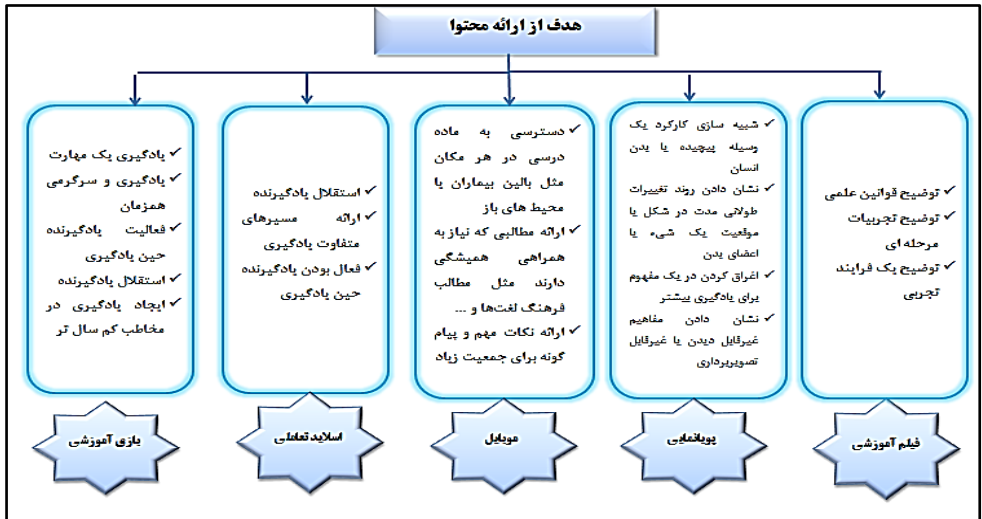 هدف از ارائه محتوا
توضیح قوانین علمی
توضیح تجربیات
مرحله ای
توضیح یک فرایند
تجربی
فیلم آموزشی
شبیه سازی کارکرد یک
وسیله پیچیده یا بدن
انسان
نشان دادن روند تغییرات
طولانی مدت در شکل یا
موقعیت یک شیء یا
اعضای بدن
اغراق کردن در یک مفهوم
برای یادگیری بیشتر
نشان دادن مفاهیم
غیرقابل دیدن یا غیرقابل
تصویربرداری
پویانمایی
دسترسی به ماده
درسی در هر مکان
مثل بالین بیماران یا
محیط های باز
ارائه مطالبی که نیاز به
همراهی همیشگی
دارند مثل مطالب
فرهنگ لغت‌ها و ...
ارائه نکات مهم و پیام
گونه برای جمعیت زیاد
موبایل
استقلال یادگیرنده
ارائه مسیرهای
متفاوت یادگیری
فعال بودن یادگیرنده
حین یادگیری
اسلاید تعاملی
یادگیری یک مهارت
یادگیری و سرگرمی
همزمان
فعالیت یادگیرنده
حین یادگیری
استقلال یادگیرنده
ایجاد یادگیری در
مخاطب کم سال تر
بازی آموزشی